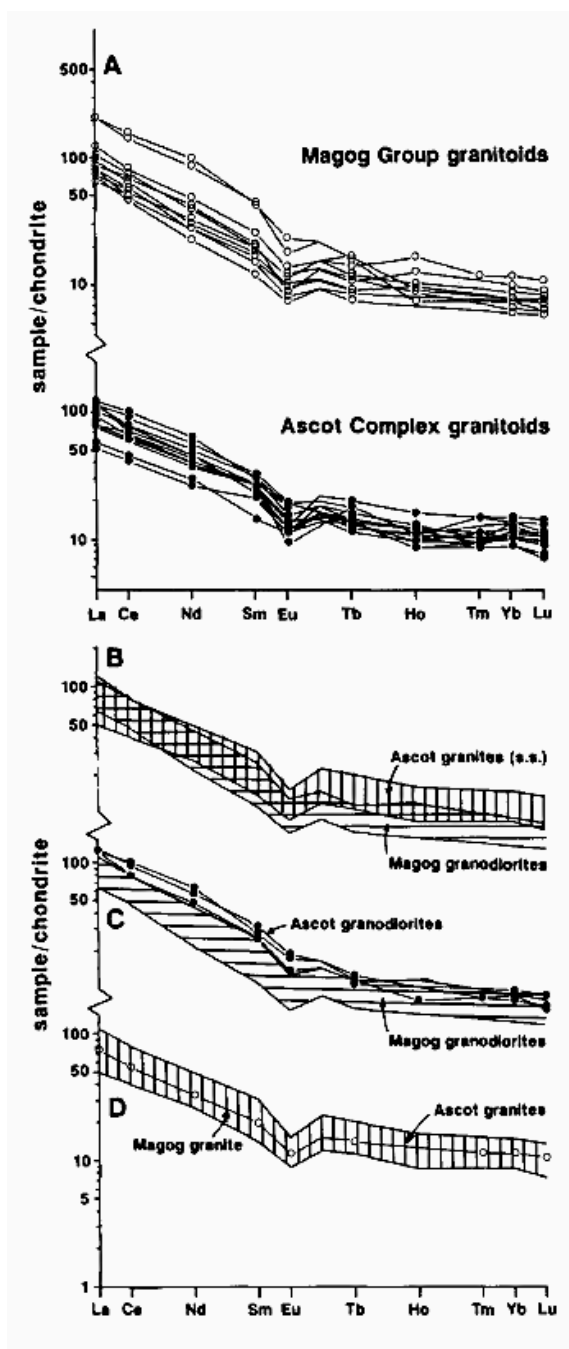 A
500
100
50
10
Magog Group granitoids
sample/chondrite
100
50
10
Ascot Complex granitoids
La Ce Nd Sm Eu Tb Ho Tm Yb Lu
B
100
50
Ascot granites (s.s.)
Magog granodiorites
sample/chondrite
100
50
C
Ascot granodiorites
Magog granodiorites
D
100
50
10
5
1
Ascot granites
Magog granite
La Ce Nd Sm Eu Tb Ho Tm Yb Lu